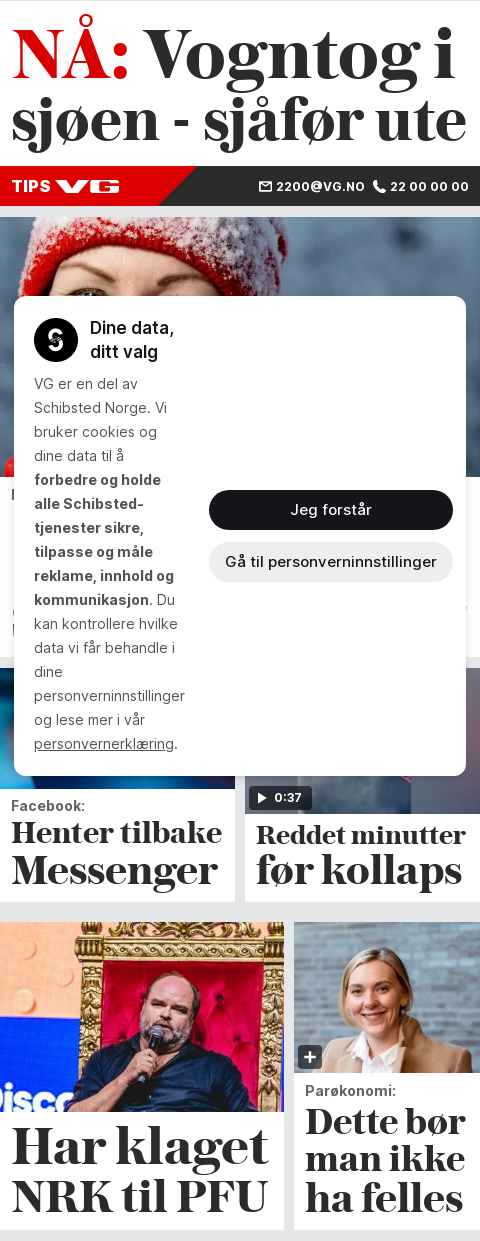 NÅ: Vogntog i
sjøen - sjåfør ute
TIPS VG
2200@VG.NO 22 00 00 00
Dine data,
ditt valg
VG er en del av
Schibsted Norge. Vi
bruker cookies og
dine data til å
forbedre og holde
alle Schibsted-
tjenester sikre,
tilpasse og måle
reklame, innhold og
kommunikasjon. Du
kan kontrollere hvilke
data vi får behandle i
dine
personverninnstillinger
og lese mer i vår
personvernerklæring.
Jeg forstår
Gå til personverninnstillinger
Facebook:
Henter tilbake
Messenger
0:37
Reddet minutter
før kollaps
Disco
Har klaget
NRK til PFU
Parøkonomi:
Dette bør
man ikke
ha felles